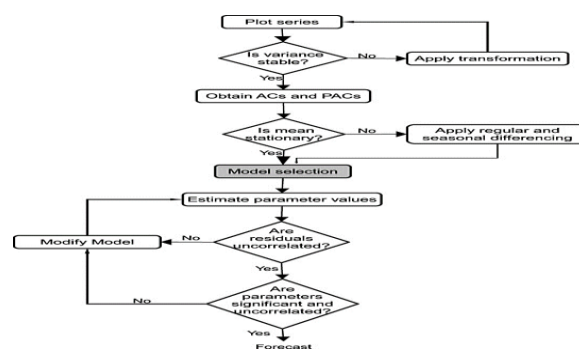 Plot series
Is variance
stable?
No
Apply transformation
Yes
Obtain ACs and PACs
Is mean
stationary?
No
Apply regular and
seasonal differencing
Yes
Model selection
Estimate parameter values
Are
residuals
uncorrelated?
No
Modify Model
Yes
Are
parameters
significant and
uncorrelated?
No
Yes
Forecast